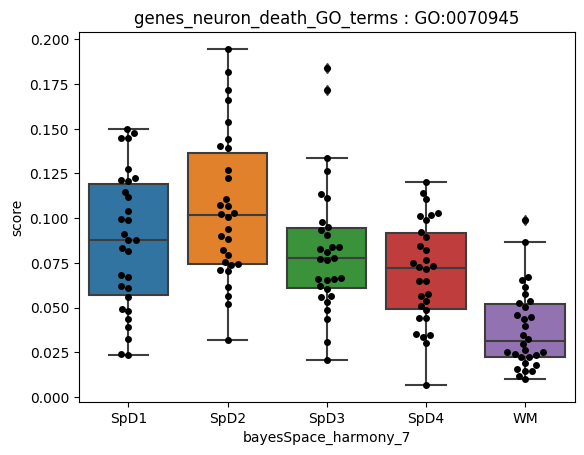 genes_neuron_death_GO_terms : GO:0070945
0.200
0.175
0.150
0.125
0.100
0.075
0.050
0.025
0.000
score
SpD1 SpD2 SpD3 SpD4 WM
bayesSpace_harmony_7